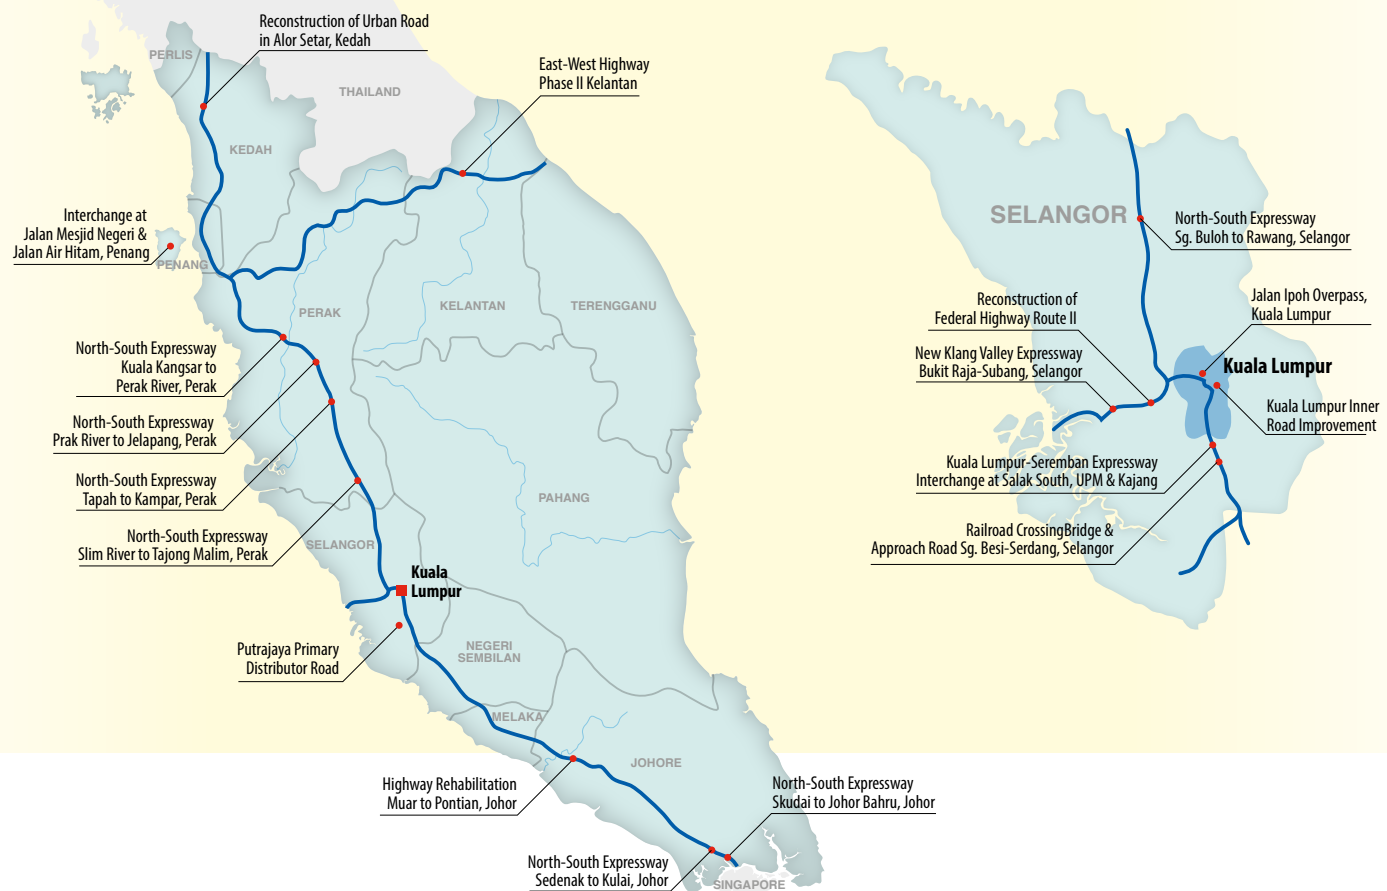 Reconstruction of Urban Road
in Alor Setar, Kedah
PERLIS
THAILAND
East-West Highway
Phase II Kelantan
KEDAH
Interchange at
Jalan Mesjid Negeri &
Jalan Air Hitam, Penang
PENANG
PERAK
KELANTAN
TERENGGANU
North-South Expressway
Kuala Kangsar to
Perak River, Perak
North-South Expressway
Prak River to Jelapang, Perak
North-South Expressway
Tapah to Kampar, Perak
PAHANG
North-South Expressway
Slim River to Tajong Malim, Perak
SELANGOR
Kuala
Lumpur
Putrajaya Primary
Distributor Road
NEGERI
SEMBILAN
MELAKA
JOHORE
Highway Rehabilitation
Muar to Pontian, Johor
North-South Expressway
Skudai to Johor Bahru, Johor
North-South Expressway
Sedenak to Kulai, Johor
SINGAPORE
SELANGOR
North-South Expressway
Sg. Buloh to Rawang, Selangor
Reconstruction of
Federal Highway Route II
Jalan Ipoh Overpass,
Kuala Lumpur
New Klang Valley Expressway
Bukit Raja-Subang, Selangor
Kuala Lumpur
Kuala Lumpur Inner
Road Improvement
Kuala Lumpur-Seremban Expressway
Interchange at Salak South, UPM & Kajang
Railroad CrossingBridge &
Approach Road Sg. Besi-Serdang, Selangor